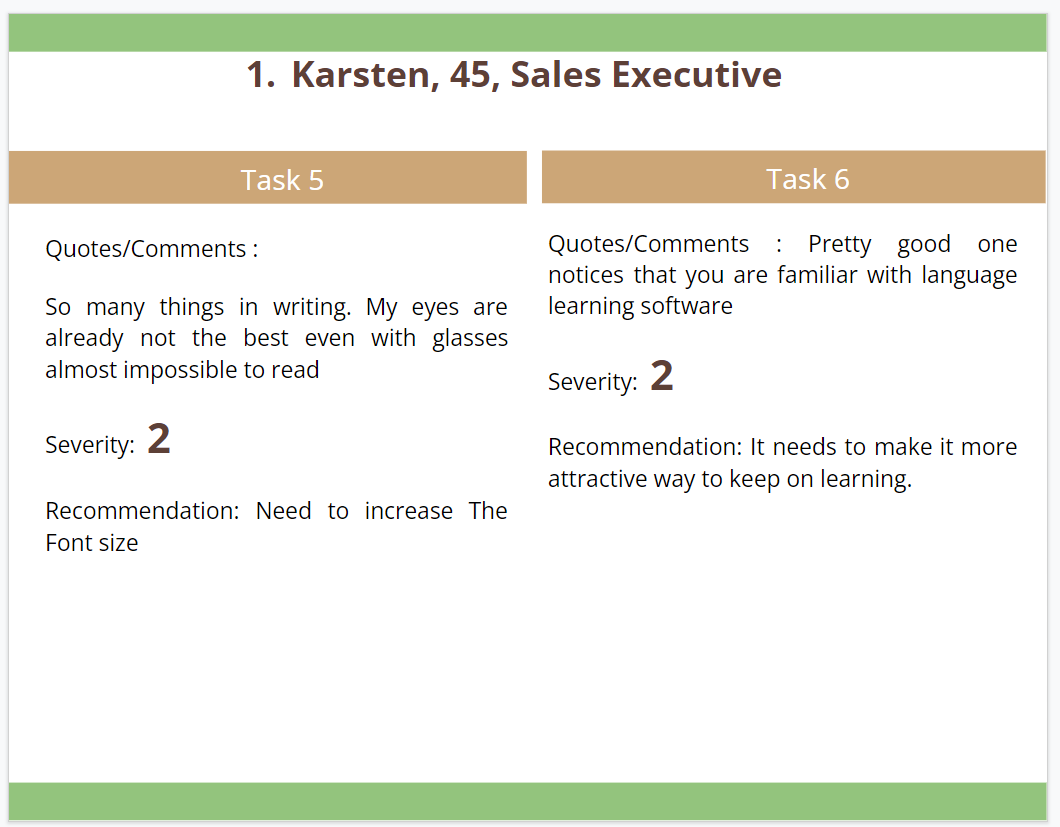 1. Karsten, 45, Sales Executive
Task 5
Quotes/Comments :
So many things in writing. My eyes are
already not the best even with glasses
almost impossible to read
Severity: 2
Recommendation: Need to increase The
Font size
Task 6
Quotes/Comments : Pretty good one
notices that you are familiar with language
learning software
Severity: 2
Recommendation: It needs to make it more
attractive way to keep on learning.